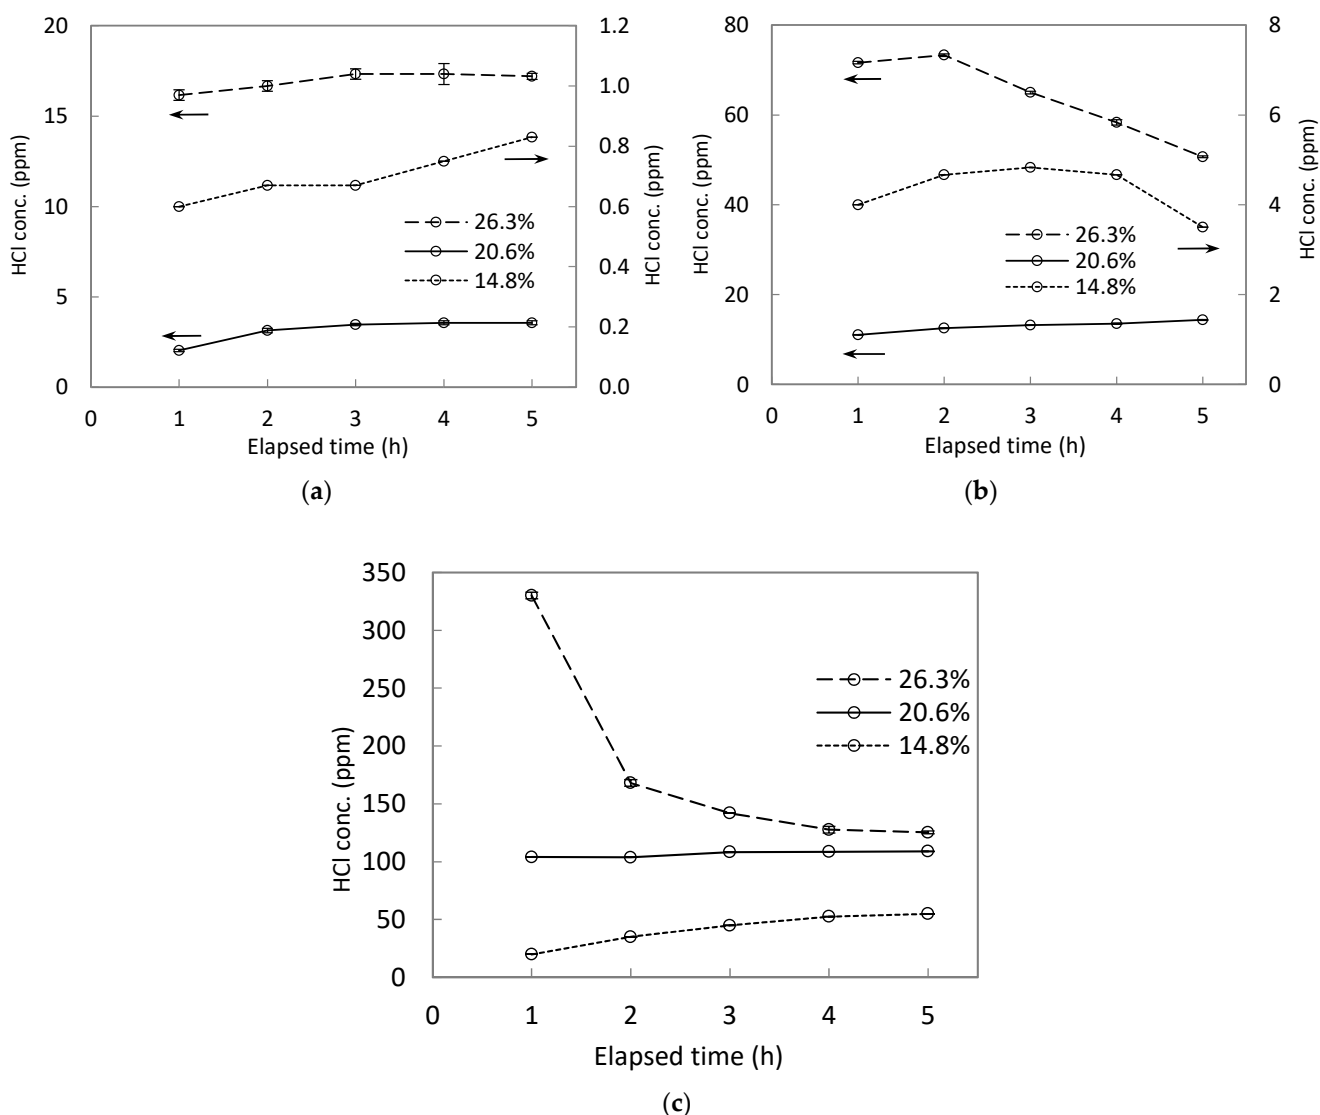 20
15
10
5
0
HCl conc. (ppm)
1.2
1.0
0.8
0.6
0.4
0.2
0.0
HCl conc. (ppm)
26.3%
20.6%
14.8%
0 1 2 3 4 5
Elapsed time (h)
(a)
80
60
40
20
0
HCl conc. (ppm)
8
6
4
2
0
HCl conc. (ppm)
26.3%
20.6%
14.8%
0 1 2 3 4 5
Elapsed time (h)
(b)
350
300
250
200
150
100
50
0
HCl conc. (ppm)
26.3%
20.6%
14.8%
0 1 2 3 4 5
Elapsed time (h)
(c)